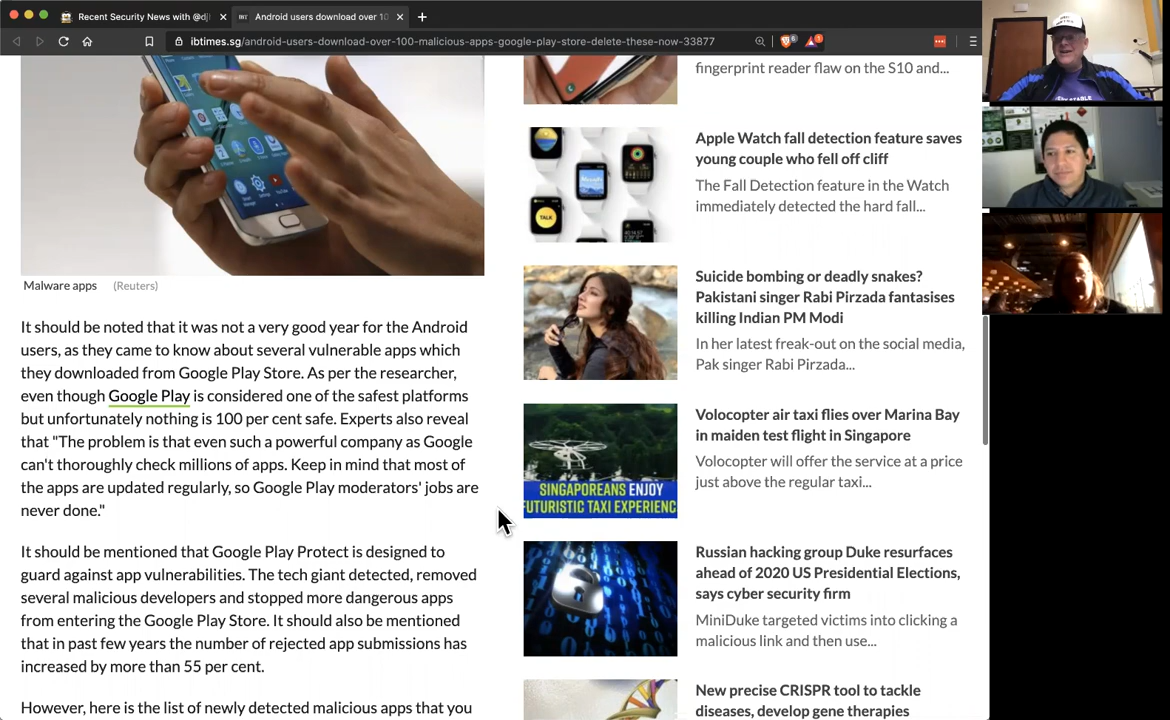 Recent Security News with @dj
Android users download over 10
ibtimes.sg/android-users-download-over-100-malicious-apps-google-play-store-delete-these-now-33877
Malware apps (Reuters)
It should be noted that it was not a very good year for the Android
users, as they came to know about several vulnerable apps which
they downloaded from Google Play Store. As per the researcher,
even though Google Play is considered one of the safest platforms
but unfortunately nothing is 100 per cent safe. Experts also reveal
that "The problem is that even such a powerful company as Google
can't thoroughly check millions of apps. Keep in mind that most of
the apps are updated regularly, so Google Play moderators' jobs are
never done."
It should be mentioned that Google Play Protect is designed to
guard against app vulnerabilities. The tech giant detected, removed
several malicious developers and stopped more dangerous apps
from entering the Google Play Store. It should also be mentioned
that in past few years the number of rejected app submissions has
increased by more than 55 per cent.
However, here is the list of newly detected malicious apps that you
fingerprint reader flaw on the S10 and...
Apple Watch fall detection feature saves
young couple who fell off cliff
The Fall Detection feature in the Watch
immediately detected the hard fall...
TALK
Suicide bombing or deadly snakes?
Pakistani singer Rabi Pirzada fantasises
killing Indian PM Modi
In her latest freak-out on the social media,
Pak singer Rabi Pirzada...
Volocopter air taxi flies over Marina Bay
in maiden test flight in Singapore
Volocopter will offer the service at a price
just above the regular taxi...
SINGAPOREANS ENJOY
FUTURISTIC TAXI EXPERIENC
Russian hacking group Duke resurfaces
ahead of 2020 US Presidential Elections,
says cyber security firm
MiniDuke targeted victims into clicking a
malicious link and then use...
New precise CRISPR tool to tackle
diseases, develop gene therapies